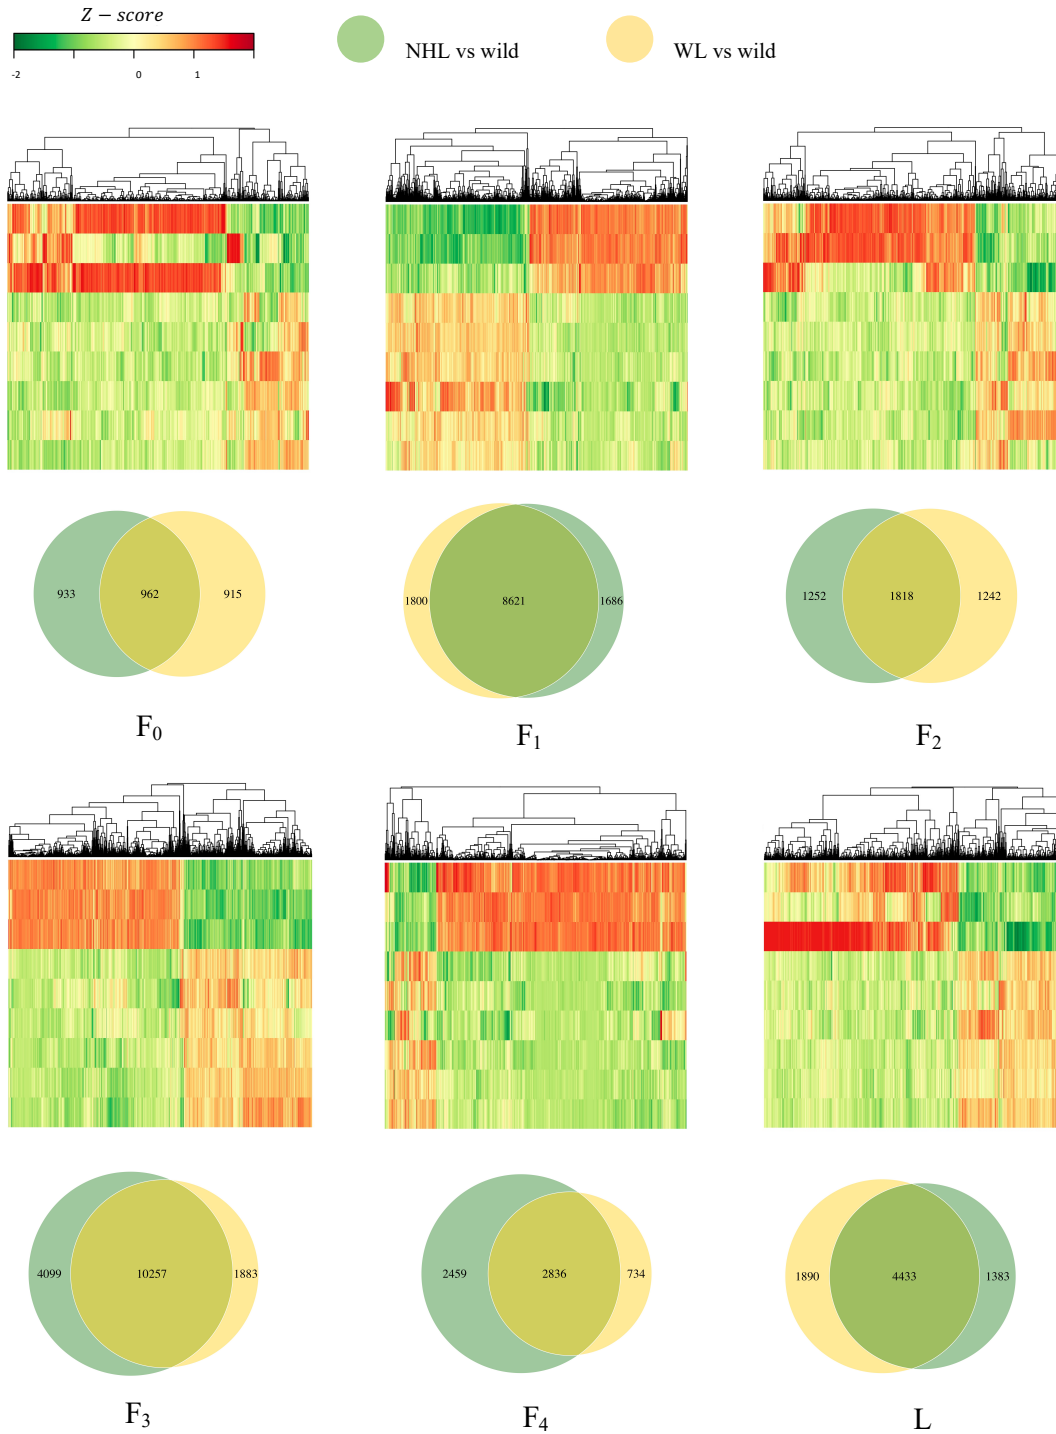 Z − score
-2 0 1
NHL vs wild
WL vs wild
933 962 915
1800 8621 1686
1252 1818 1242
F0
F1
F2
4099 10257 1883
2459 2836 734
1890 4433 1383
F3
F4
L